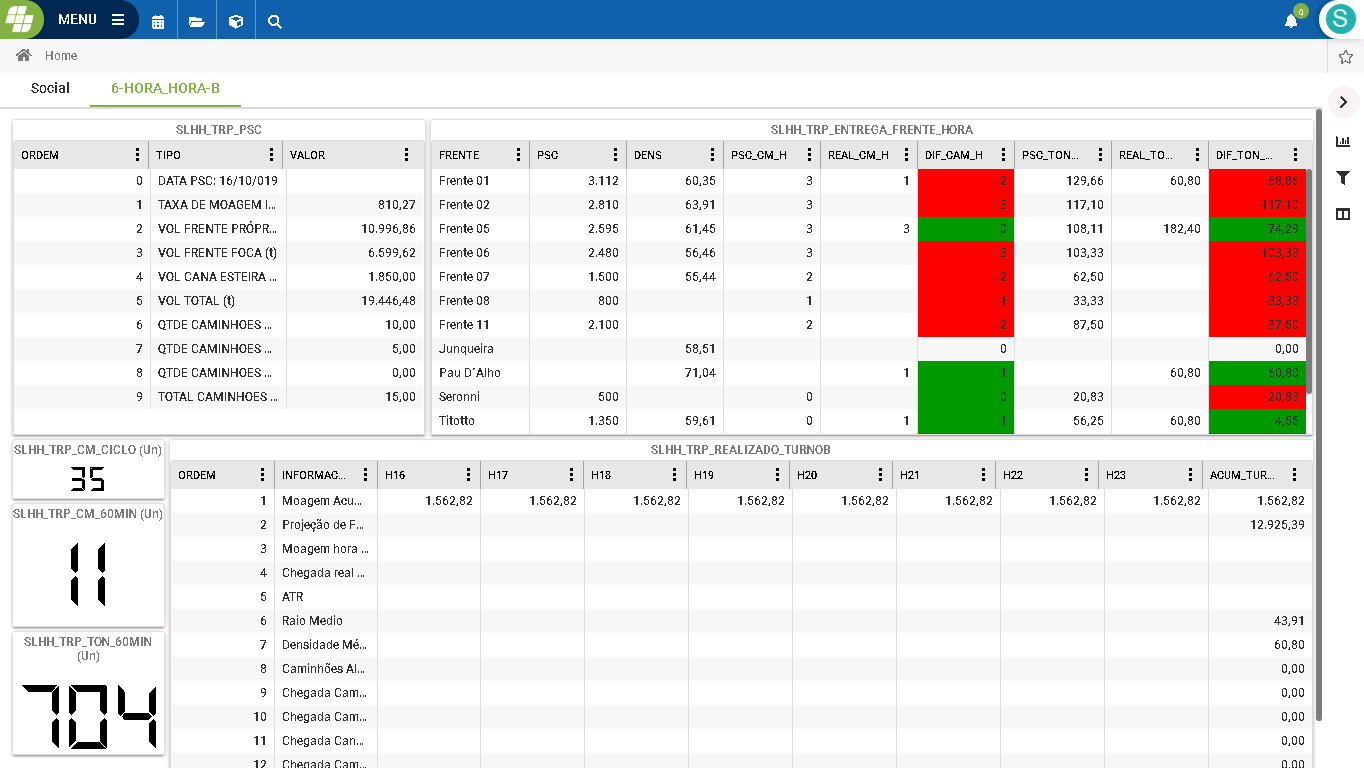 MENU
0
S
Home
Social 6-HORA_HORA-B
SLHH_TRP_PSC
ORDEM TIPO VALOR
0 DATA PSC: 16/10/019
1 TAXA DE MOAGEM I... 810,27
2 VOL FRENTE PRÓPR... 10.996,86
3 VOL FRENTE FOCA (t) 6.599,62
4 VOL CANA ESTEIRA ... 1.850,00
5 VOL TOTAL (t) 19.446,48
6 QTDE CAMINHOES ... 10,00
7 QTDE CAMINHOES ... 5,00
8 QTDE CAMINHOES ... 0,00
9 TOTAL CAMINHOES ... 15,00
SLHH_TRP_ENTREGA_FRENTE_HORA
FRENTE PSC DENS PSC_CM_H REAL_CM_H DIF_CAM_H PSC_TON... REAL_TO... DIF_TON_...
Frente 01 3.112 60,35 3 1 -2 129,66 60,80 -68,86
Frente 02 2.810 63,91 3 -3 117,10 -117,10
Frente 05 2.595 61,45 3 3 0 108,11 182,40 74,29
Frente 06 2.480 56,46 3 -3 103,33 -103,33
Frente 07 1.500 55,44 2 -2 62,50 -62,50
Frente 08 800 1 -1 33,33 -33,33
Frente 11 2.100 2 -2 87,50 -87,50
Junqueira 58,51 0 0,00
Pau D´Alho 71,04 1 1 60,80 60,80
Seronni 500 0 0 20,83 -20,83
Titotto 1.350 59,61 0 1 1 56,25 60,80 4,55
SLHH_TRP_CM_CICLO (Un)
35
SLHH_TRP_CM_60MIN (Un)
11
SLHH_TRP_TON_60MIN
(Un)
704
SLHH_TRP_REALIZADO_TURNOB
ORDEM INFORMAC... H16 H17 H18 H19 H20 H21 H22 H23 ACUM_TUR...
1 Moagem Acu... 1.562,82 1.562,82 1.562,82 1.562,82 1.562,82 1.562,82 1.562,82 1.562,82 1.562,82
2 Projeção de F... 12.925,39
3 Moagem hora ...
4 Chegada real ...
5 ATR
6 Raio Medio 43,91
7 Densidade Mé... 60,80
8 Caminhões Al... 0,00
9 Chegada Cam... 0,00
10 Chegada Cam... 0,00
11 Chegada Can... 0,00
12 Chegada Cam... 0,00